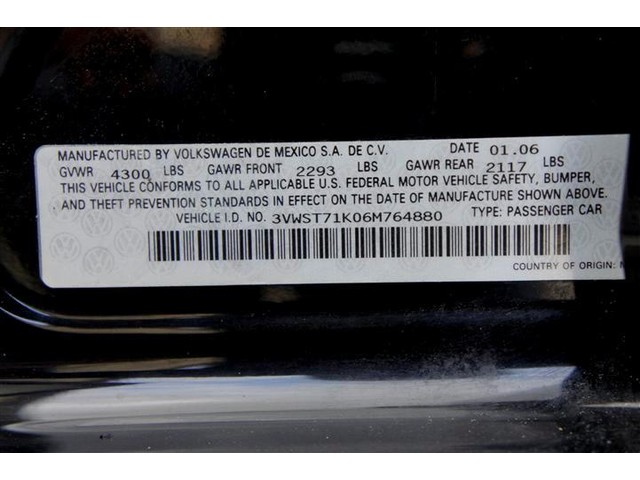 MANUFACTURED BY VOLKSWAGEN DE MEXICO S.A. DE C.V. DATE 01.06
GVWR 4300 LBS GAWR FRONT 2293 LBS GAWR REAR 2117 LBS
THIS VEHICLE CONFORMS TO ALL APPLICABLE U.S. FEDERAL MOTOR VEHICLE SAFETY, BUMPER,
AND THEFT PREVENTION STANDARDS IN EFFECT ON THE DATE OF MANUFACTURE SHOWN ABOVE.
VEHICLE I.D. NO. 3VWST71K06M764880 TYPE: PASSENGER CAR
COUNTRY OF ORIGIN: